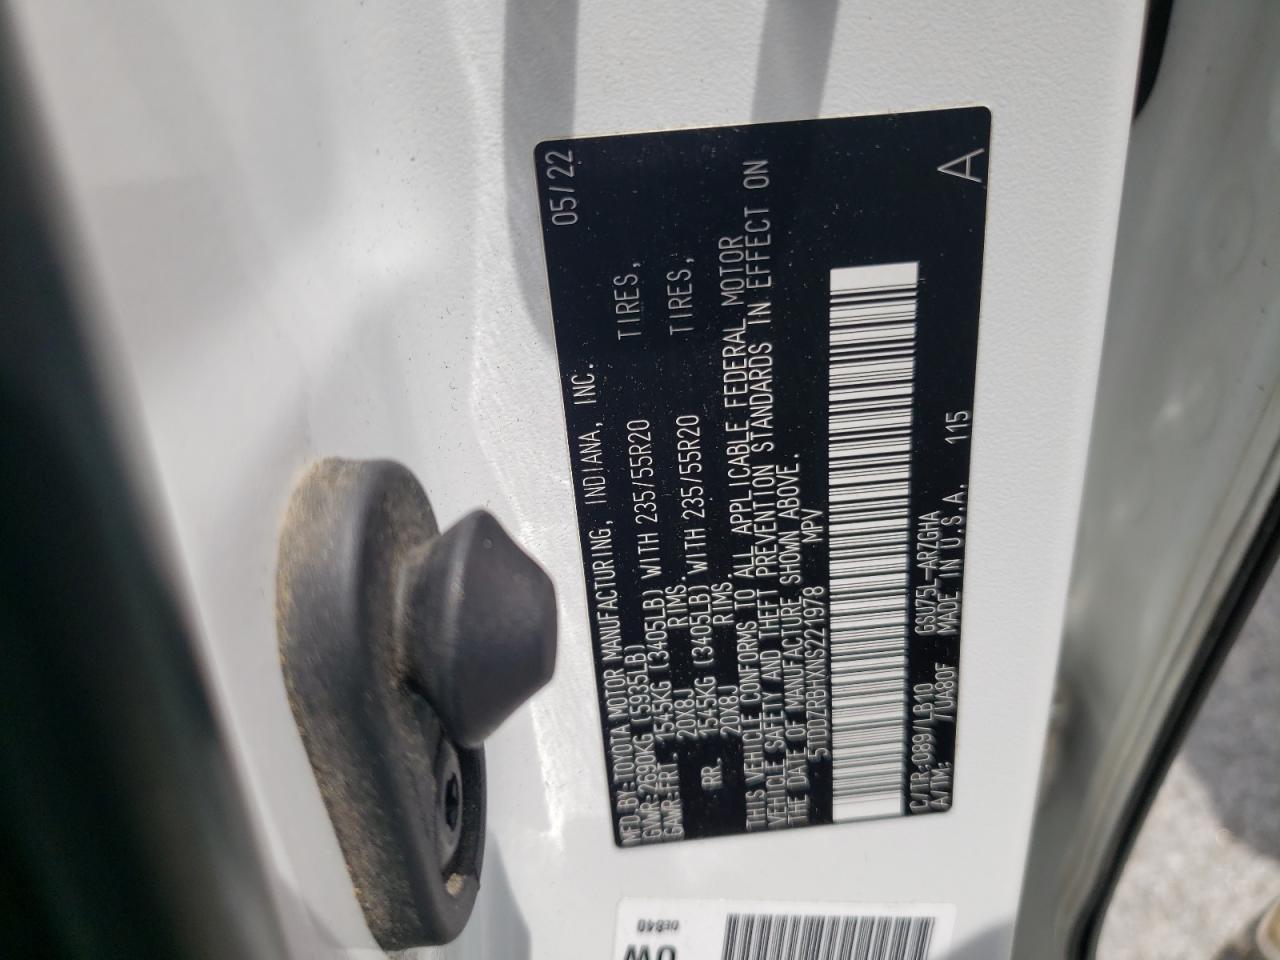 MFD BY:TOYOTA MOTOR MANUFACTURING, INDIANA, INC. 05/22
GVWR:2690KG (5935LB)
GAWR:FRT 1545KG (3405LB) WITH 235/55R20 TIRES,
20X8J RIMS.
RR. 1545KG (3405LB) WITH 235/55R20 TIRES,
20X8J RIMS.
THIS VEHICLE CONFORMS TO ALL APPLICABLE FEDERAL MOTOR
VEHICLE SAFETY AND THEFT PREVENTION STANDARDS IN EFFECT ON
THE DATE OF MANUFACTURE SHOWN ABOVE.
5TDDZRBHXNS221978 MPV
C/TR:089/LB10 GSU75L-ARZGHA
A/TM: /UA80F MADE IN U.S.A. 115
A
0E840